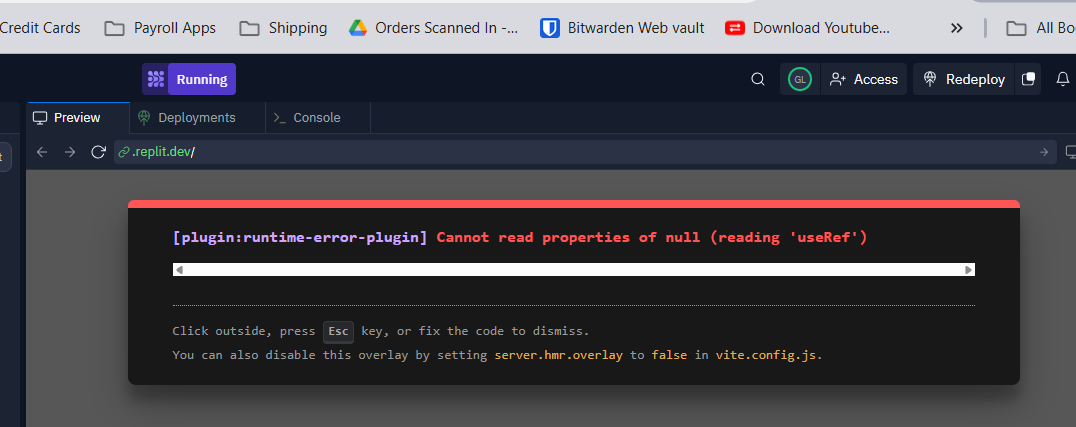 Credit Cards Payroll Apps Shipping Orders Scanned In -... Bitwarden Web vault Download Youtube... » All Bo
Running GL Access Redeploy
Preview Deployments >_ Console
t .replit.dev/
[plugin:runtime-error-plugin] Cannot read properties of null (reading 'useRef')
Click outside, press Esc key, or fix the code to dismiss.
You can also disable this overlay by setting server.hmr.overlay to false in vite.config.js.